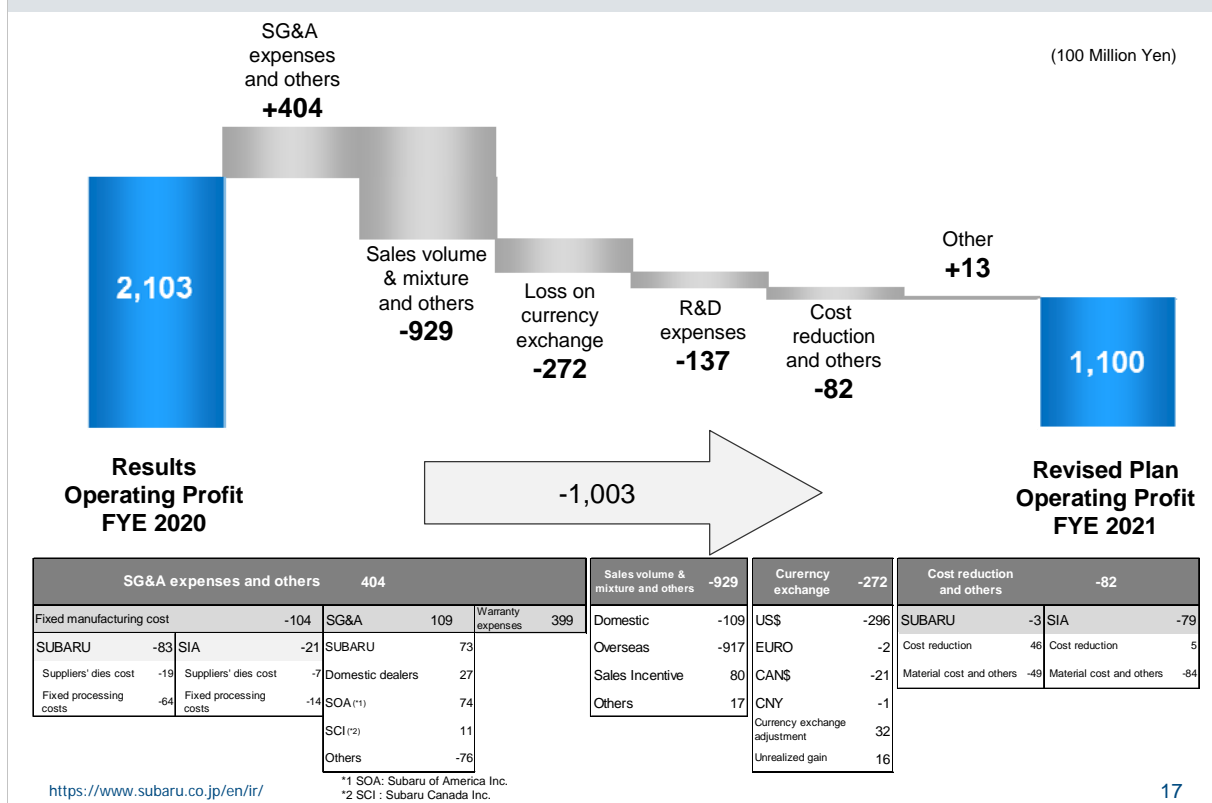 SG&A
expenses
and others
+404
(100 Million Yen)
2,103
Sales volume
& mixture
and others
-929
Loss on
currency
exchange
-272
R&D
expenses
-137
Cost
reduction
and others
-82
Other
+13
1,100
Results
Operating Profit
FYE 2020
-1,003
Revised Plan
Operating Profit
FYE 2021
SG&A expenses and others 404
Fixed manufacturing cost -104 SG&A 109 Warranty expenses 399
SUBARU -83 SIA -21 SUBARU 73
Suppliers' dies cost -19 Suppliers' dies cost -7 Domestic dealers 27
Fixed processing costs -64 Fixed processing costs -14 SOA (*1) 74
SCI (*2) 11
Others -76
Sales volume &
mixture and others -929
Domestic -109
Overseas -917
Sales Incentive 80
Others 17
Curerncy
exchange -272
US$ -296
EURO -2
CAN$ -21
CNY -1
Currency exchange
adjustment 32
Unrealized gain 16
Cost reduction
and others -82
SUBARU -3 SIA -79
Cost reduction 46 Cost reduction 5
Material cost and others -49 Material cost and others -84
*1 SOA: Subaru of America Inc.
*2 SCI : Subaru Canada Inc.
https://www.subaru.co.jp/en/ir/
17